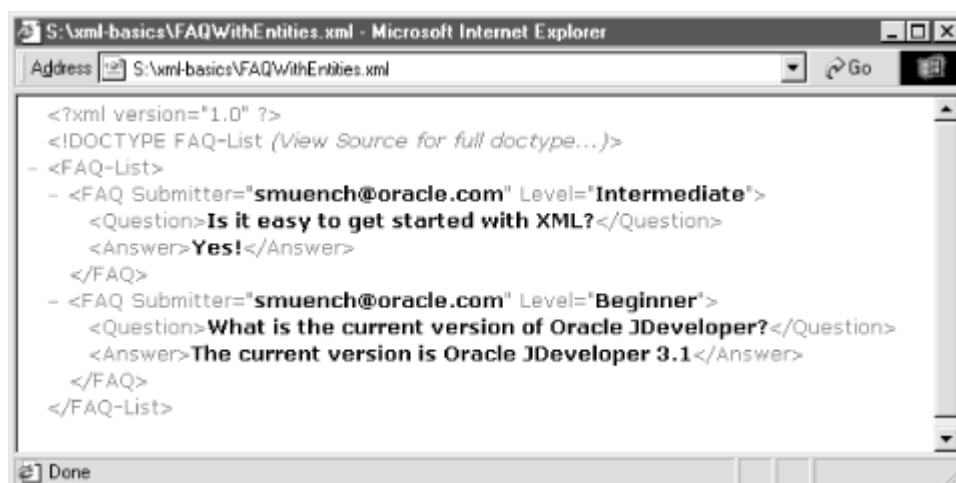 S:\xml-basics\FAQWithEntities.xml - Microsoft Internet Explorer
Address S:\xml-basics\FAQWithEntities.xml Go
<?xml version="1.0" ?>
<!DOCTYPE FAQ-List (View Source for full doctype...)>
- <FAQ-List>
- <FAQ Submitter="smuench@oracle.com" Level="Intermediate">
<Question>Is it easy to get started with XML?</Question>
<Answer>Yes!</Answer>
</FAQ>
- <FAQ Submitter="smuench@oracle.com" Level="Beginner">
<Question>What is the current version of Oracle JDeveloper?</Question>
<Answer>The current version is Oracle JDeveloper 3.1</Answer>
</FAQ>
</FAQ-List>
Done